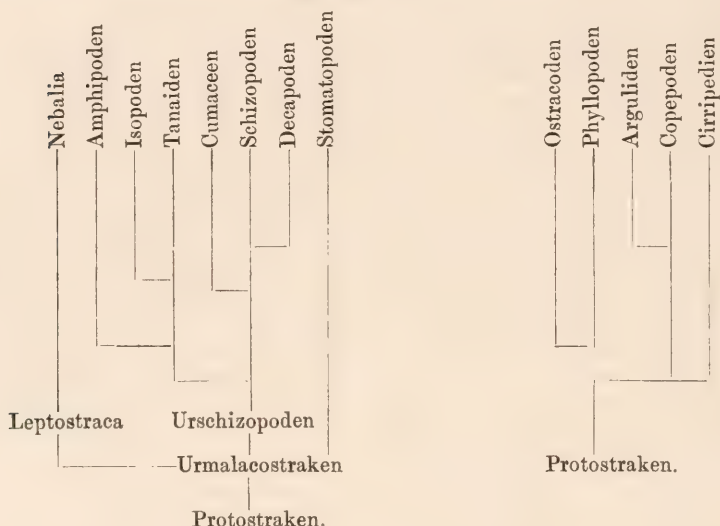 Nebalia
Amphipoden
Isopoden
Tanaiden
Cumaceen
Schizopoden
Decapoden
Stomatopoden
Ostracoden
Phyllopoden
Arguliden
Copepoden
Cirripedien
Leptostraca
Urschizopoden
Urmalacostraken
Protostraken.
Protostraken.